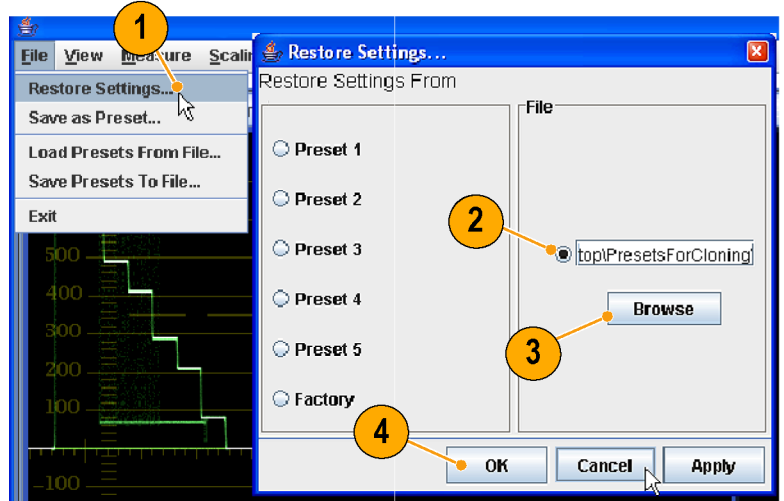 1
File View Measure Scalin
Restore Settings...
Save as Preset...
Load Presets From File...
Save Presets To File...
Exit
500
400
300
200
100
-100
Restore Settings...
Restore Settings From
Preset 1
Preset 2
Preset 3
Preset 4
Preset 5
Factory
File
2
top\PresetsForCloning
Browse
3
4
OK Cancel Apply